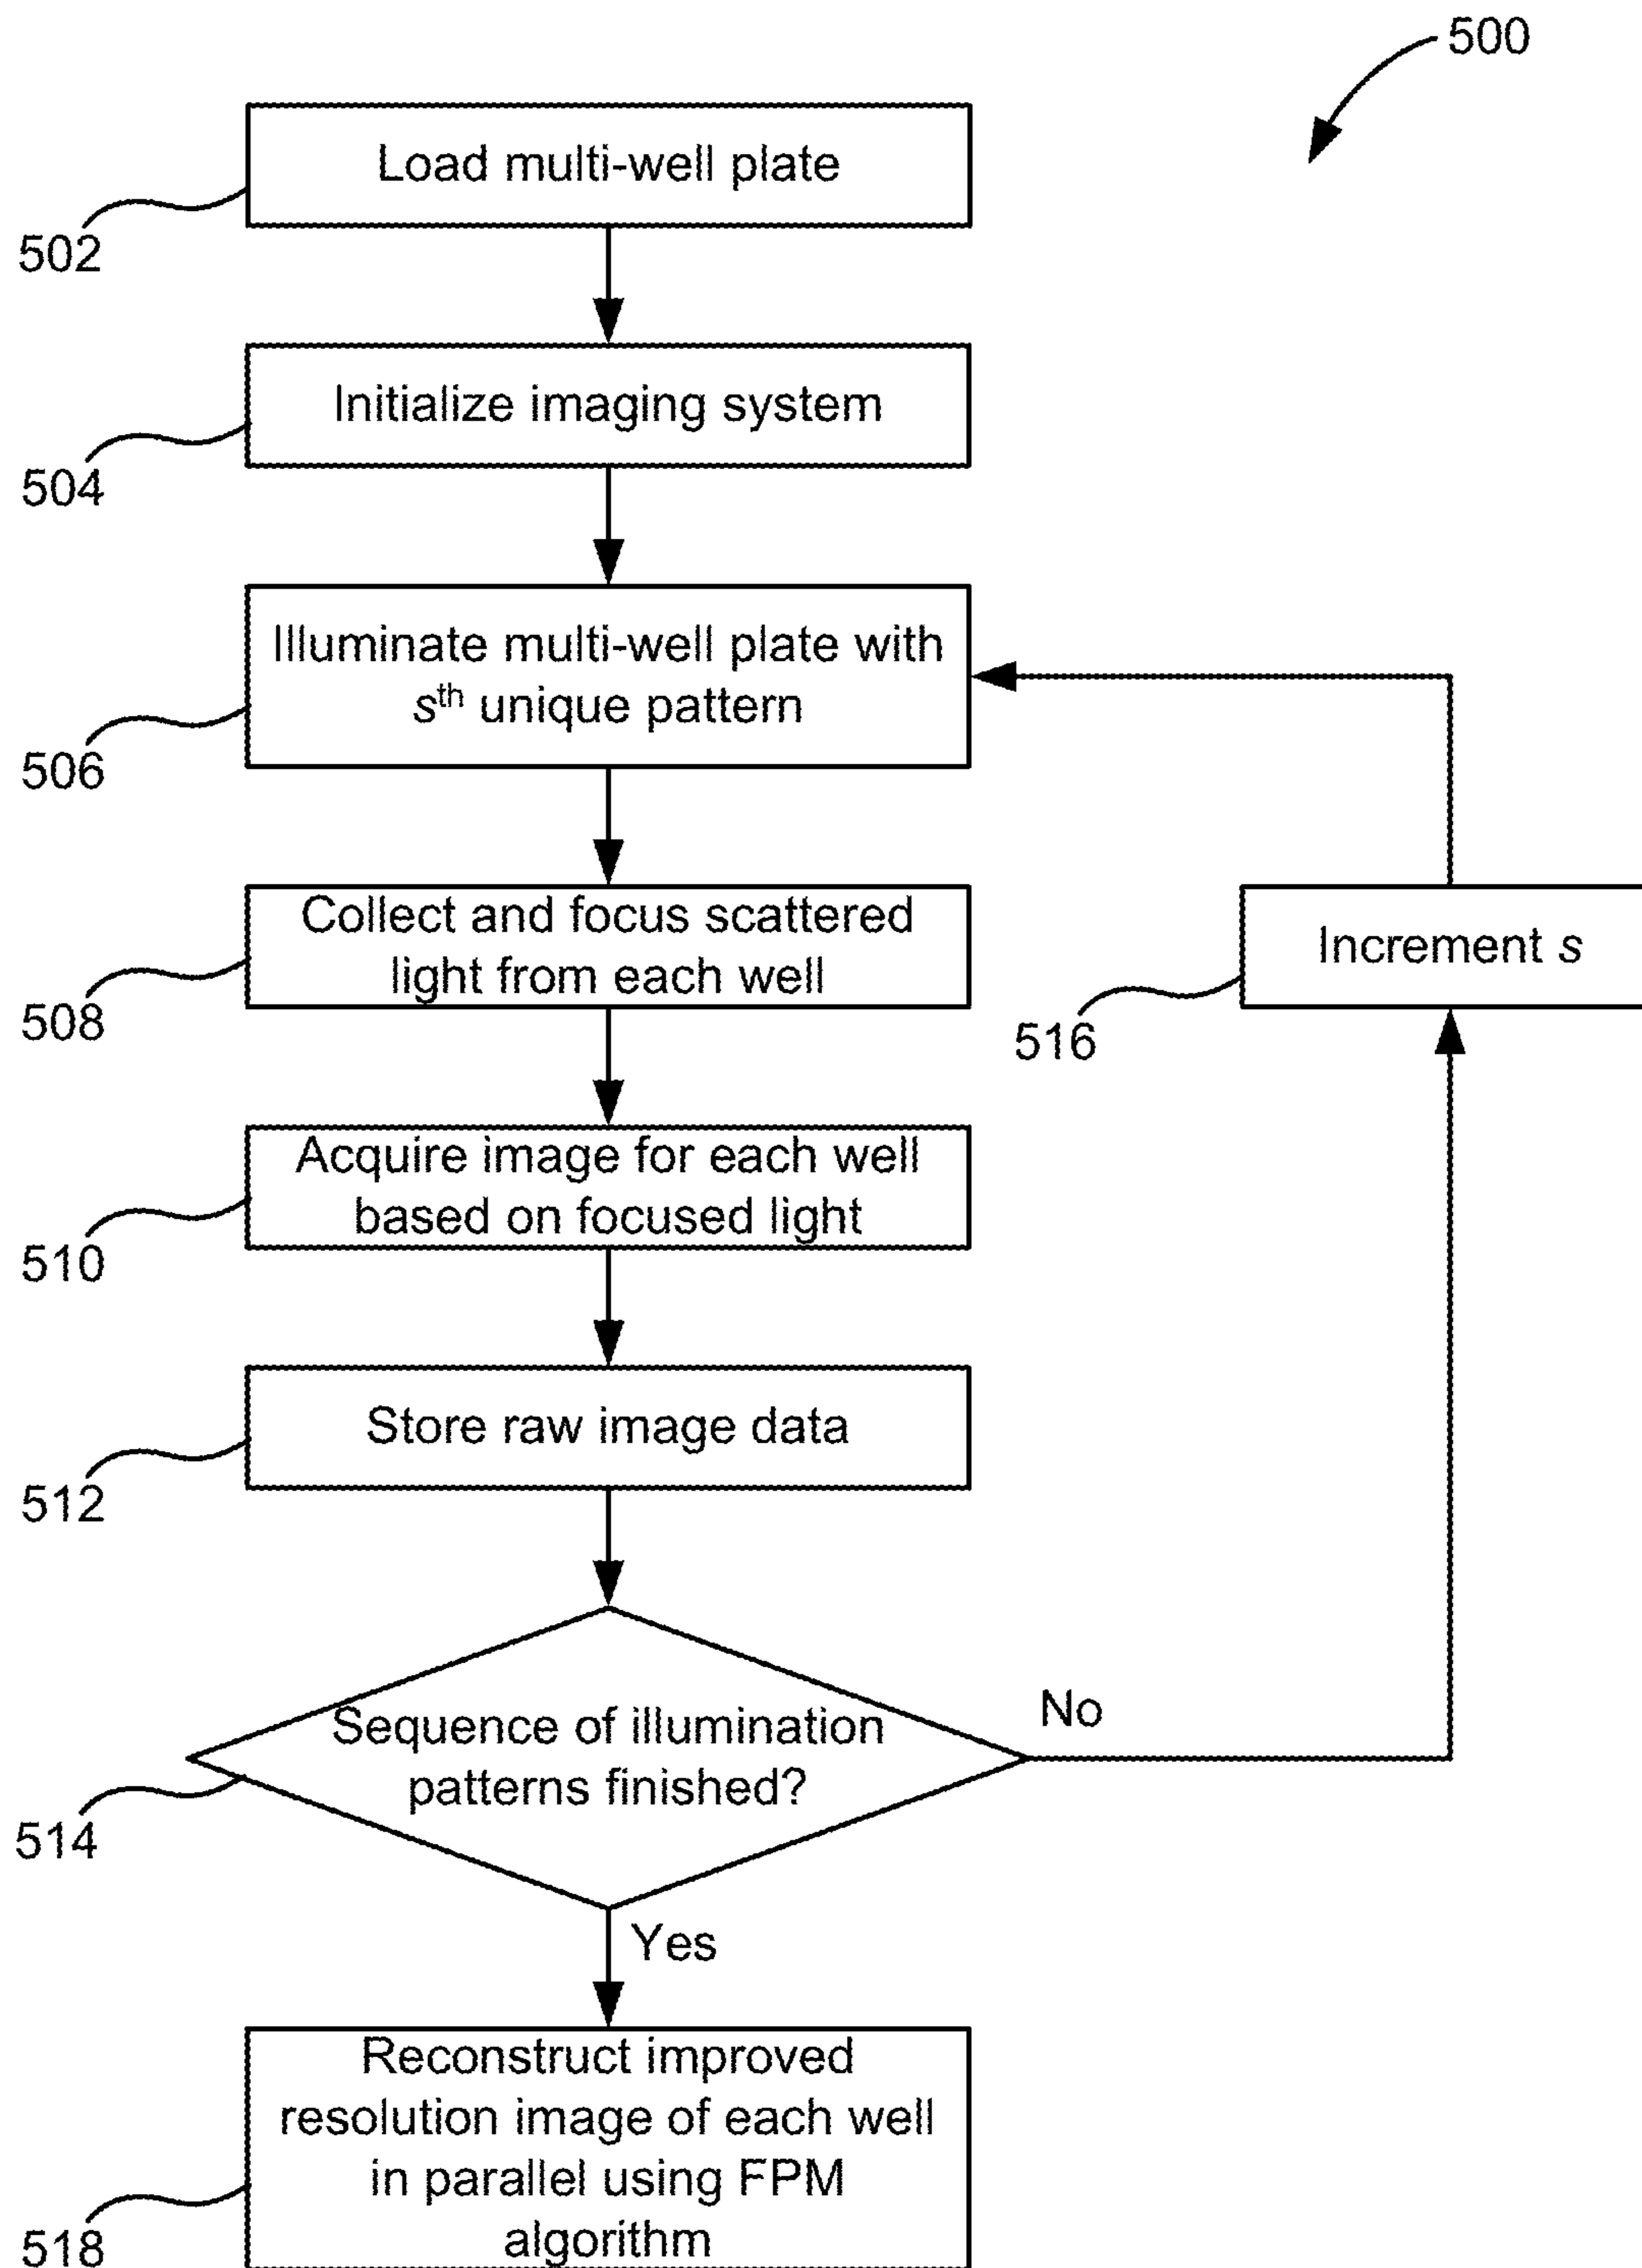 500
Load multi-well plate
502
Initialize imaging system
504
Illuminate multi-well plate with
sth unique pattern
506
Collect and focus scattered
light from each well
508
Increment s
516
Acquire image for each well
based on focused light
510
Store raw image data
512
Sequence of illumination
patterns finished?
No
514
Yes
Reconstruct improved
resolution image of each well
in parallel using FPM
algorithm
518